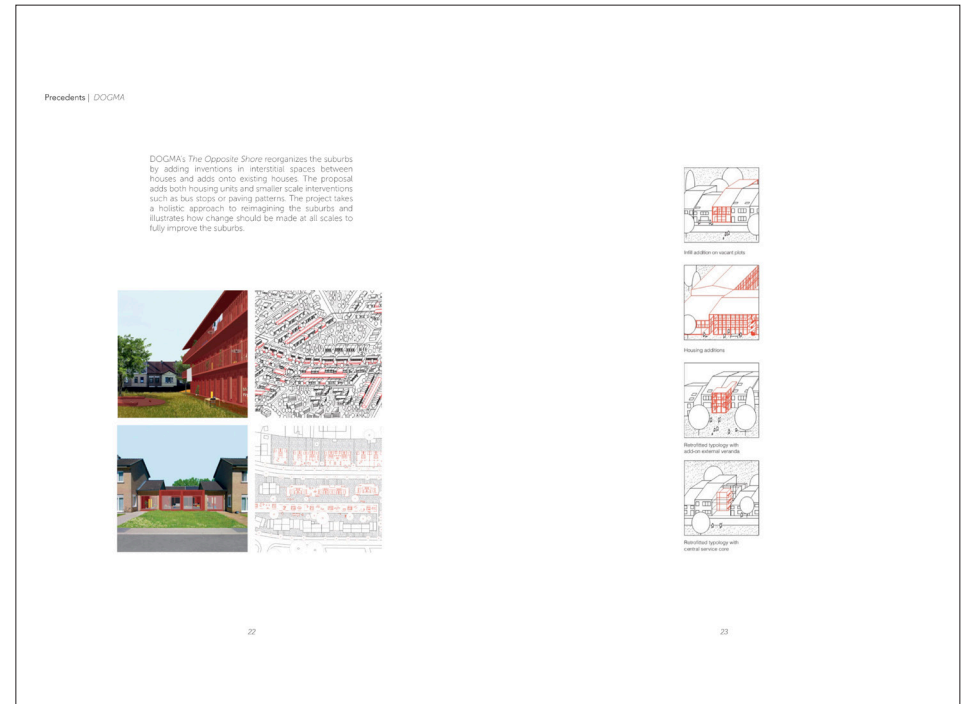 Precedents | DOGMA
DOGMA's The Opposite Shore reorganizes the suburbs
by adding inventions in interstitial spaces between
houses and adds onto existing houses. The proposal
adds both housing units and smaller scale interventions
such as bus stops or paving patterns. The project takes
a holistic approach to reimagining the suburbs and
illustrates how change should be made at all scales to
fully improve the suburbs.
22
Infill addition on vacant plots
Housing additions
Retrofitted typology with
add-on external veranda
Retrofitted typology with
central service core
23